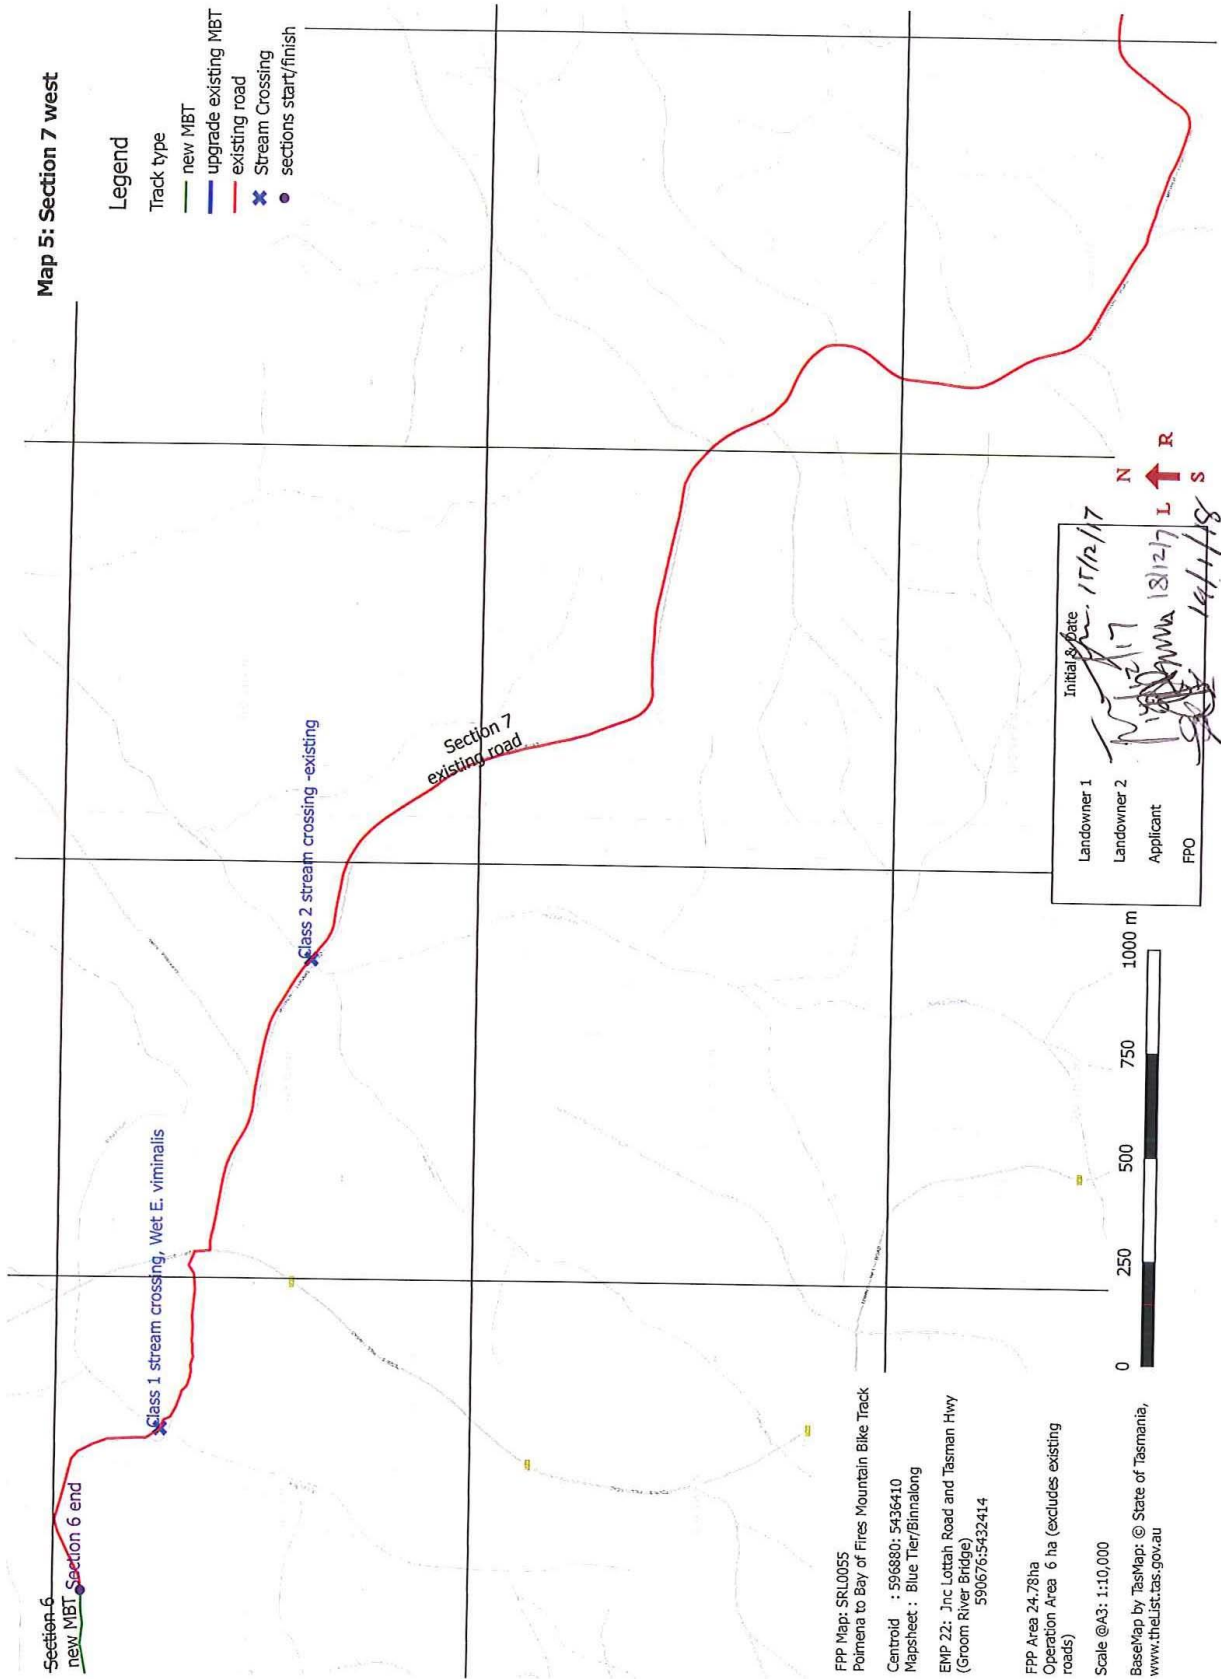 Map 5: Section 7 west
Legend
Track type
new MBT
upgrade existing MBT
existing road
Stream Crossing
sections start/finish
Section 6
new MBT
Section 6 end
Class 1 stream crossing, Wet E. viminalis
Class 2 stream crossing -existing
Section 7
existing road
FPP Map: SRL0055
Poimena to Bay of Fires Mountain Bike Track
Centroid : 596880: 5436410
Mapsheet : Blue Tier/Binnalong
EMP 22: Jnc Lottah Road and Tasman Hwy
(Groom River Bridge)
590676:5432414
FPP Area 24.78ha
Operation Area 6 ha (excludes existing
roads)
Scale @A3: 1:10,000
BaseMap by TasMap: © State of Tasmania,
www.theList.tas.gov.au
0 250 500 750 1000 m
Initial & Date
Landowner 1 15/12/17
Landowner 2
Applicant 18/12/7
FPO 19/1/18
N
L R
S